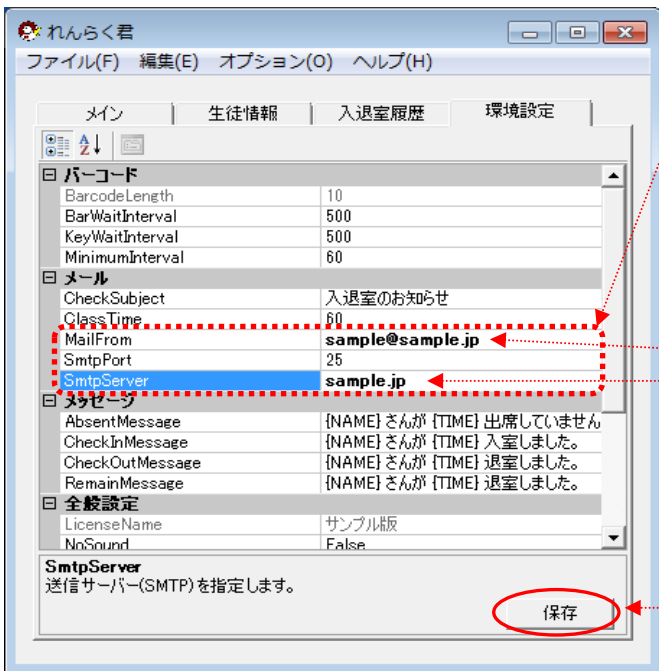 れんらく君
ファイル(F) 編集(E) オプション(O) ヘルプ(H)
メイン 生徒情報 入退室履歴 環境設定
バーコード
BarcodeLength 10
BarWaitInterval 500
KeyWaitInterval 500
MinimumInterval 60
メール
CheckSubject 入退室のお知らせ
ClassTime 60
MailFrom sample@sample.jp
SmtpPort 25
SmtpServer sample.jp
メッセージ
AbsentMessage {NAME}さんが {TIME} 出席していません
CheckInMessage {NAME}さんが {TIME} 入室しました。
CheckOutMessage {NAME}さんが {TIME} 退室しました。
RemainMessage {NAME}さんが {TIME} 退室しました。
全般設定
LicenseName サンプル版
NoSound False
SmtpServer
送信サーバー(SMTP)を指定します。
保存